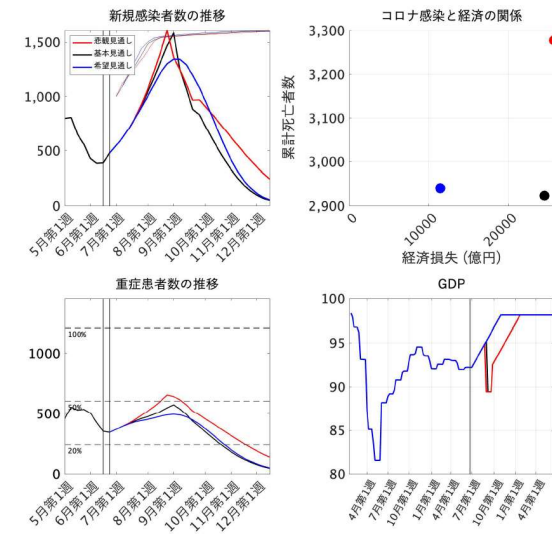 新規感染者数の推移
1,500
1,000
500
0
悲観見通し
基本見通し
希望見通し
5月第1週
6月第1週
7月第1週
8月第1週
9月第1週
10月第1週
11月第1週
12月第1週
コロナ感染と経済の関係
累計死亡者数
3,300
3,200
3,100
3,000
2,900
0
10000
20000
経済損失 (億円)
重症患者数の推移
1000
500
0
100%
50%
20%
5月第1週
6月第1週
7月第1週
8月第1週
9月第1週
10月第1週
11月第1週
12月第1週
GDP
100
95
90
85
80
4月第1週
7月第1週
10月第1週
1月第1週
4月第1週
7月第1週
10月第1週
1月第1週
4月第1週